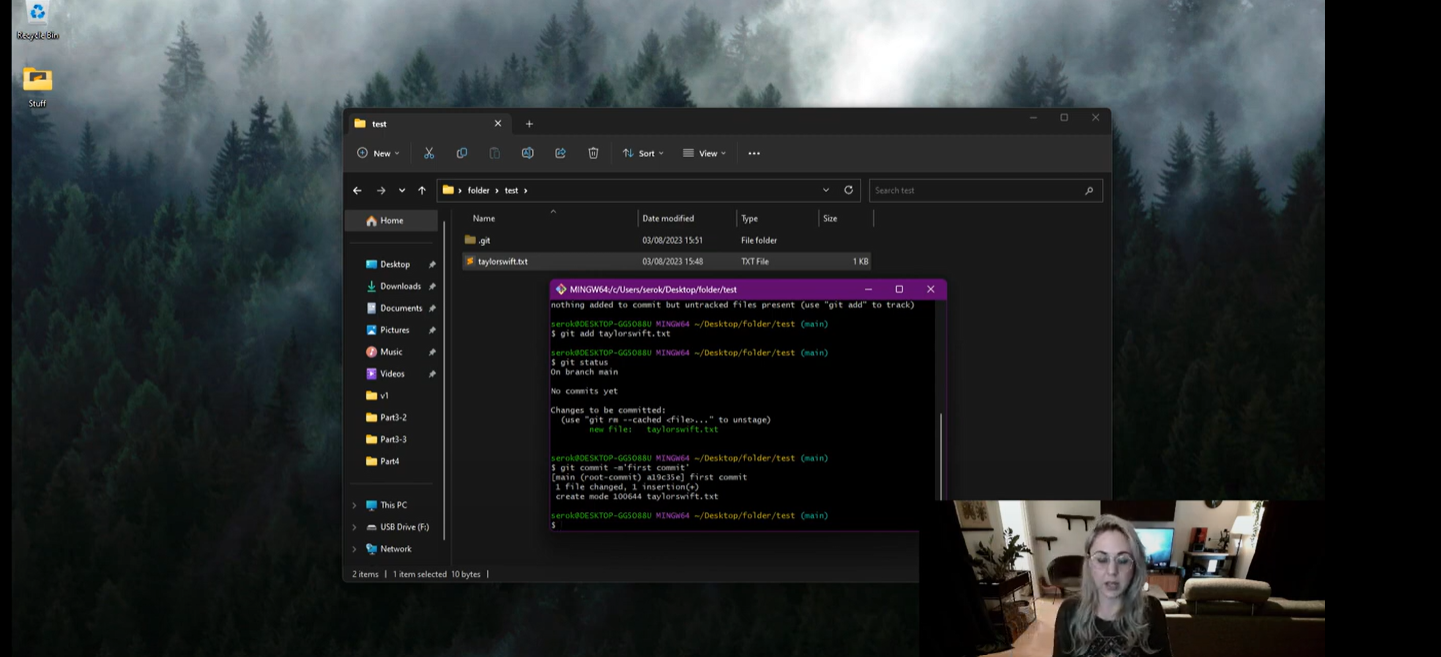 Recycle Bin
Stuff
test
New
Sort
View
folder > test >
Search test
Home
Name Date modified Type Size
.git 03/08/2023 15:51 File folder
taylorswift.txt 03/08/2023 15:48 TXT File 1 KB
Desktop
Downloads
Documents
Pictures
Music
Videos
v1
Part3-2
Part3-3
Part4
This PC
USB Drive (F:)
Network
2 items | 1 item selected 10 bytes |
MINGW64:/c/Users/serok/Desktop/folder/test
nothing added to commit but untracked files present (use "git add" to track)
serok@DESKTOP-GG5O88U MINGW64 ~/Desktop/folder/test (main)
$ git add taylorswift.txt
serok@DESKTOP-GG5O88U MINGW64 ~/Desktop/folder/test (main)
$ git status
On branch main
No commits yet
Changes to be committed:
(use "git rm --cached <file>..." to unstage)
new file: taylorswift.txt
serok@DESKTOP-GG5O88U MINGW64 ~/Desktop/folder/test (main)
$ git commit -m'first commit'
[main (root-commit) a19c35e] first commit
1 file changed, 1 insertion(+)
create mode 100644 taylorswift.txt
serok@DESKTOP-GG5O88U MINGW64 ~/Desktop/folder/test (main)
$